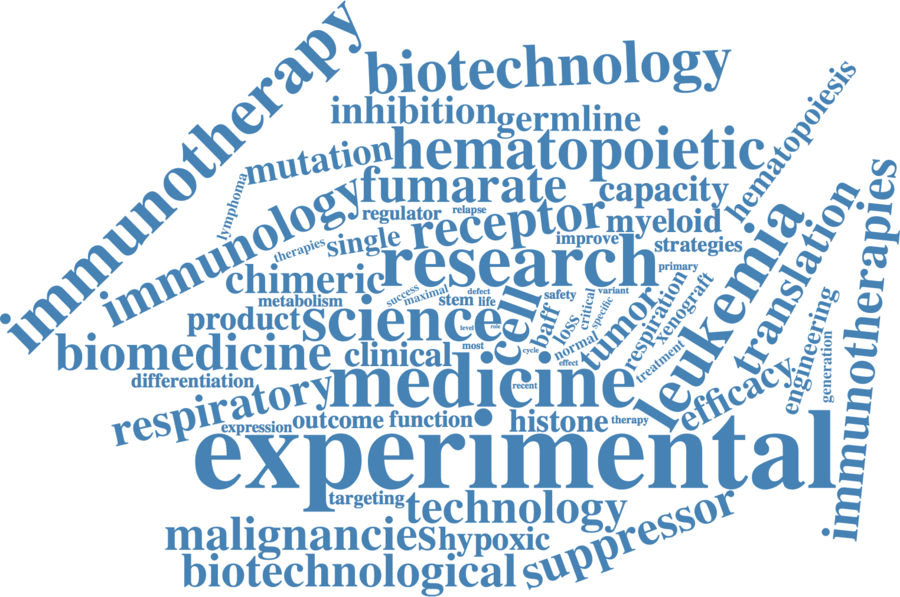 immunotherapy
biotechnology
inhibition
germline
hematopoiesis
mutation
hematopoietic
lymphoma
immunology
fumarate
capacity
regulator
relapse
receptor
myeloid
therapies
single
improve
strategies
chimeric
research
primary
leukemia
translation
immunotherapies
metabolism
success
maximal
stem
defect
life
cell
safety
variant
critical
specific
tumor
respiration
xenograft
product
science
level
role
baff
loss
normal
engineering
generation
biomedicine
clinical
most
cycle
effect
treatment
differentiation
medicine
recent
efficacy
respiratory
expression
outcome
function
histone
therapy
experimental
targeting
technology
malignancies
hypoxic
suppressor
biotechnological